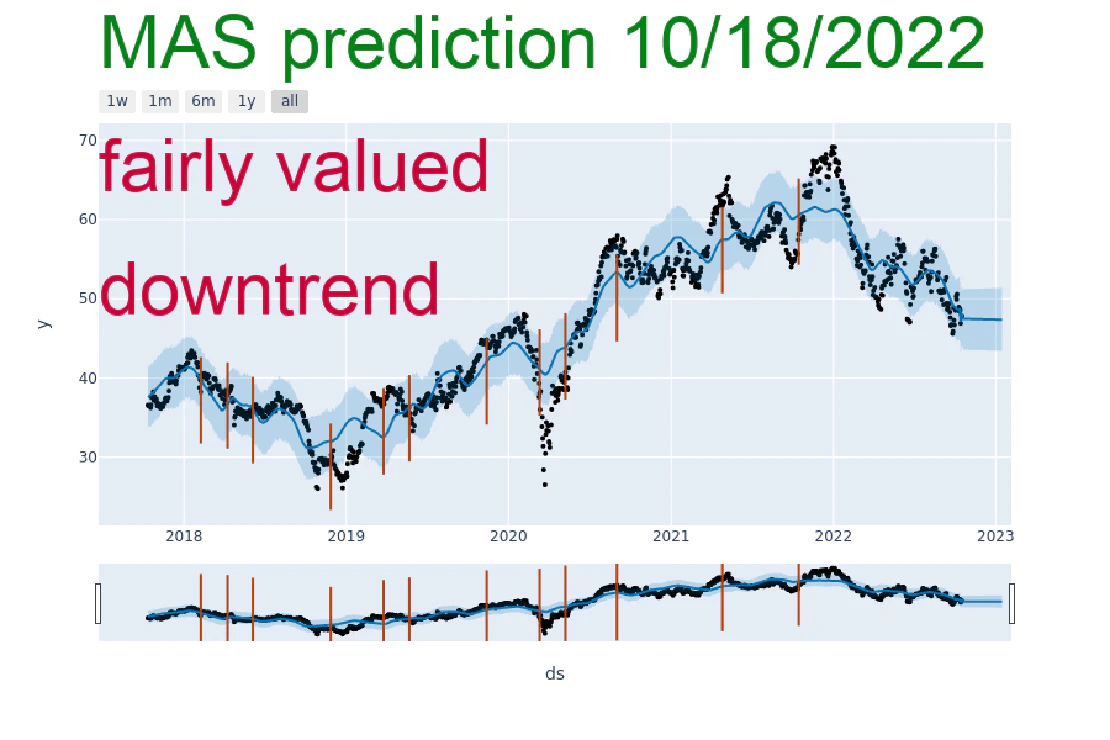 MAS prediction 10/18/2022
1w 1m 6m 1y all
70
fairly valued
60
downtrend
50
y
40
30
2018 2019 2020 2021 2022 2023
ds